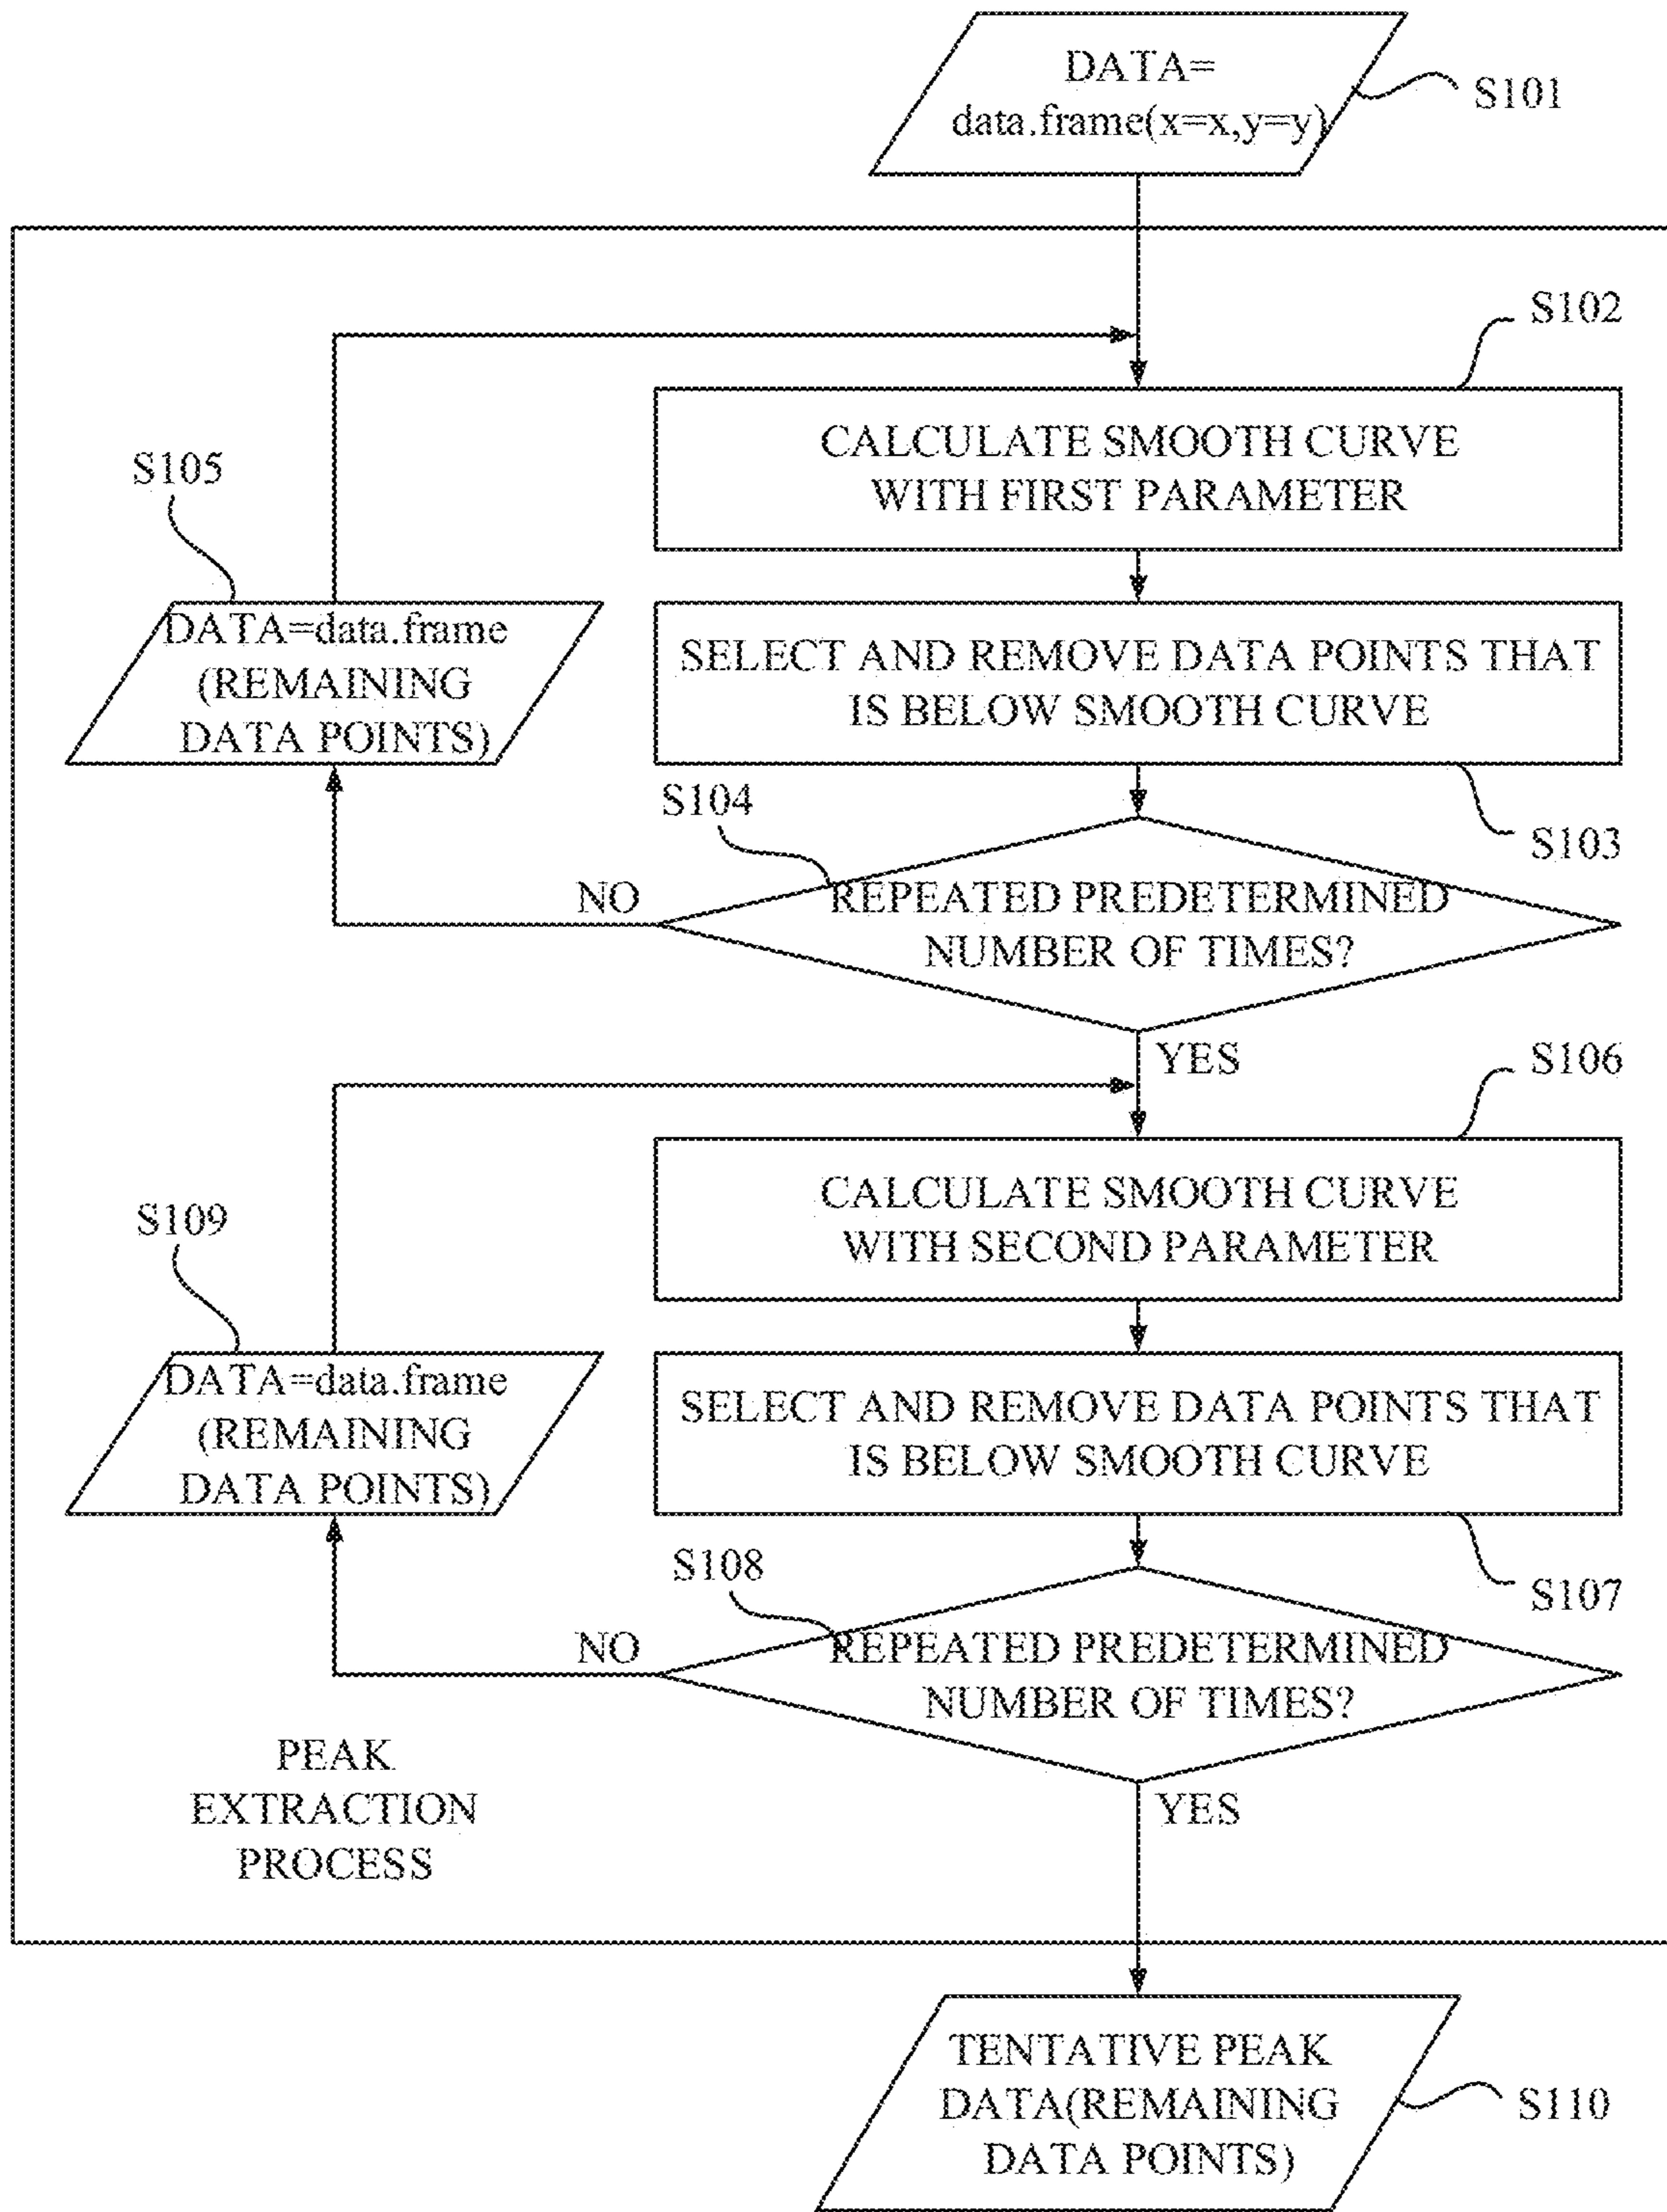 DATA=
data.frame(x=x,y=y)
S101
S102
CALCULATE SMOOTH CURVE
WITH FIRST PARAMETER
S105
DATA=data.frame
(REMAINING
DATA POINTS)
SELECT AND REMOVE DATA POINTS THAT
IS BELOW SMOOTH CURVE
S103
S104
NO
REPEATED PREDETERMINED
NUMBER OF TIMES?
YES
S106
CALCULATE SMOOTH CURVE
WITH SECOND PARAMETER
S109
DATA=data.frame
(REMAINING
DATA POINTS)
SELECT AND REMOVE DATA POINTS THAT
IS BELOW SMOOTH CURVE
S107
S108
NO
REPEATED PREDETERMINED
NUMBER OF TIMES?
YES
PEAK
EXTRACTION
PROCESS
TENTATIVE PEAK
DATA(REMAINING
DATA POINTS)
S110